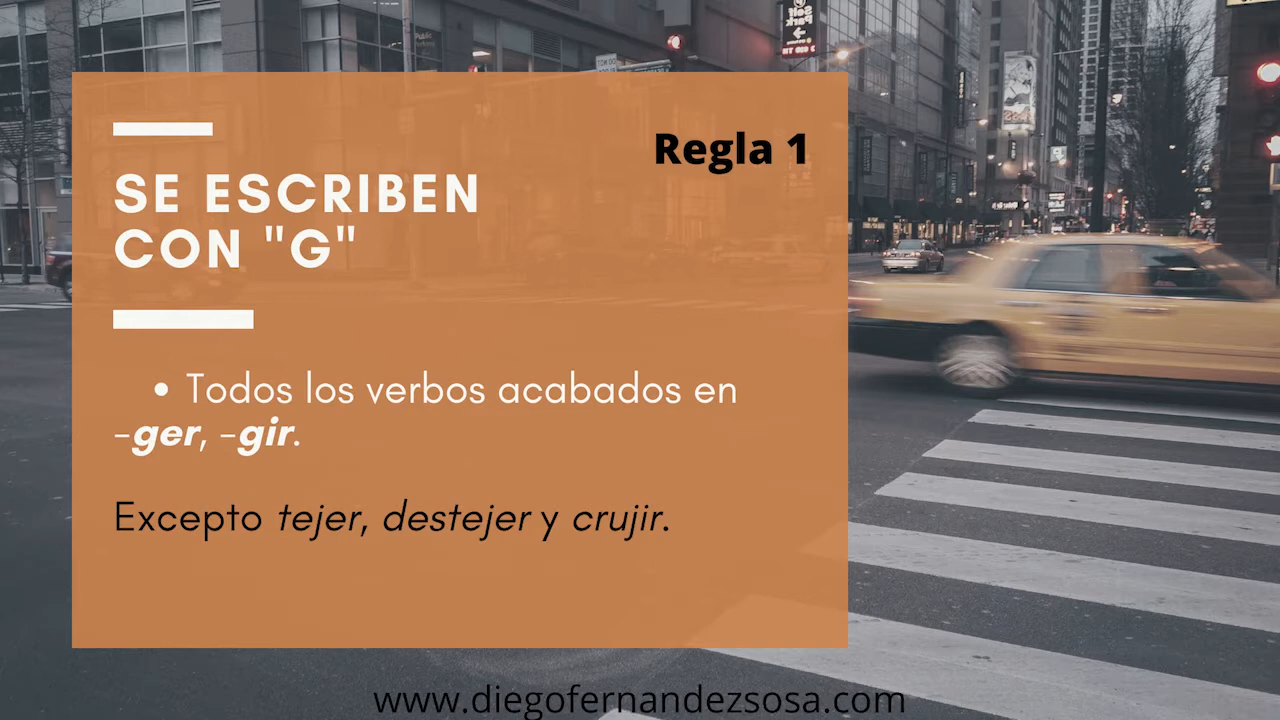 Regla 1
SE ESCRIBEN
CON "G"
• Todos los verbos acabados en
-ger, -gir.
Excepto tejer, destejer y crujir.
www.diegofernandezsosa.com